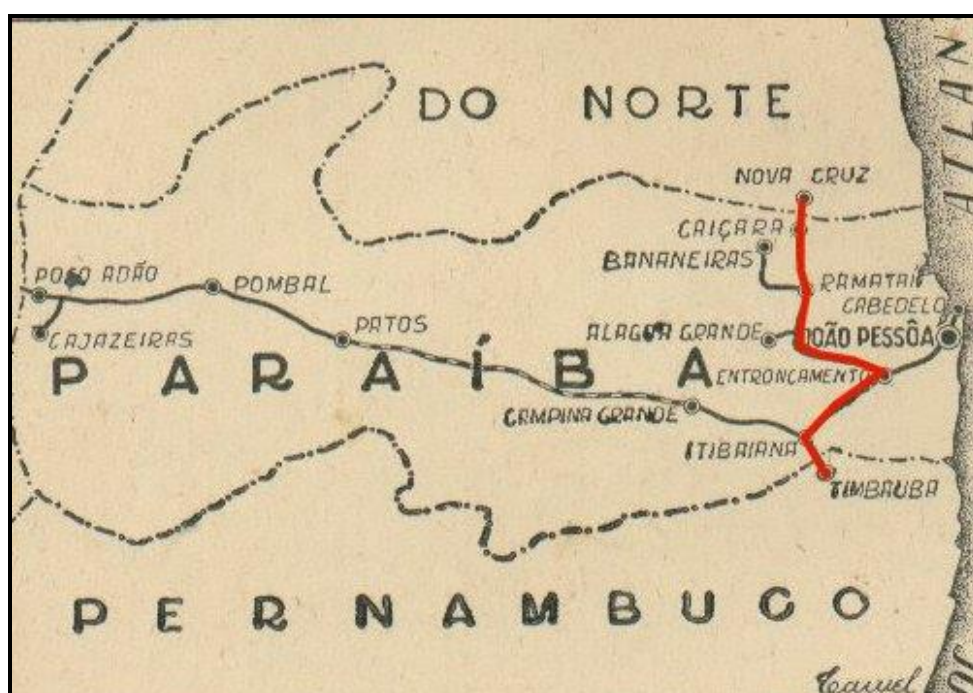 DO NORTE
ATLAN
NOVA CRUZ
CAIÇARA
BANANEIRAS
POÇO ADÃO
POMBAL
RAMATAI
CABEDELO
PATOS
ALAGOA GRANDE
JOÃO PESSÔA
CAJAZEIRAS
PARAÍBA
ENTRONCAMENTO
CAMPINA GRANDE
ITIBAIANA
TIMBAUBA
PERNAMBUCO